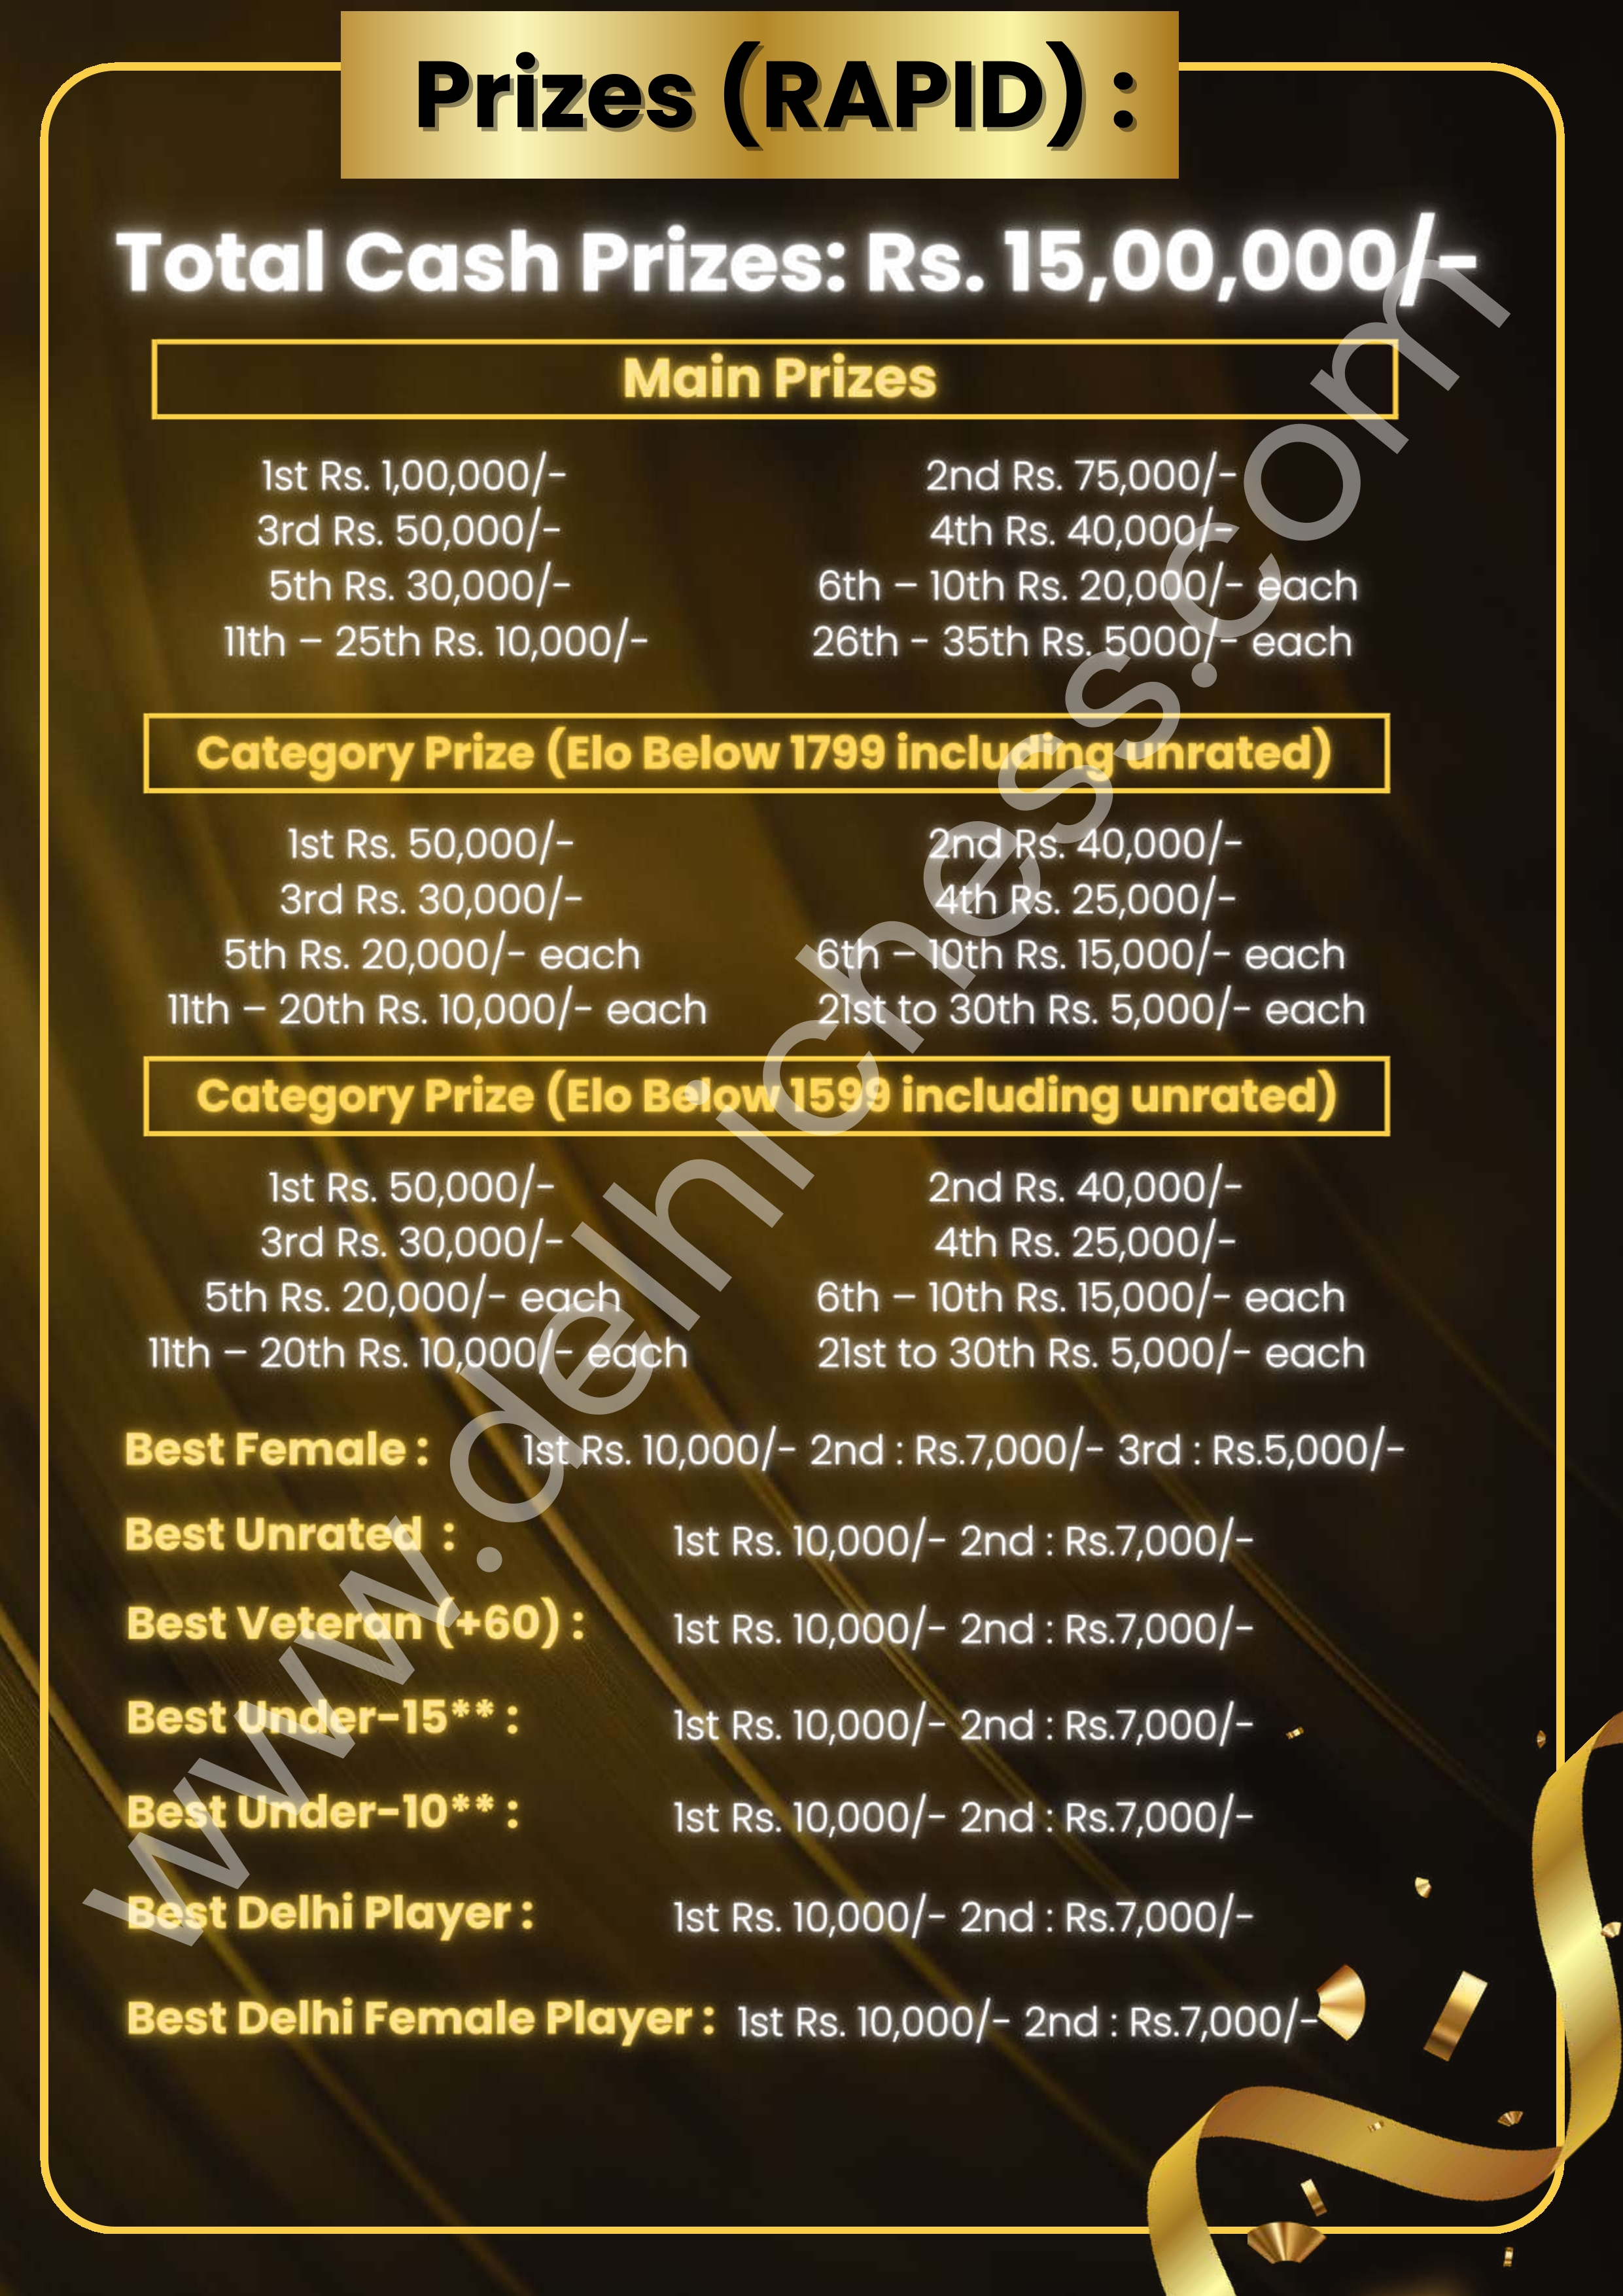 Prizes (RAPID) :
Total Cash Prizes: Rs. 15,00,000/-
Main Prizes
1st Rs. 1,00,000/- 2nd Rs. 75,000/-
3rd Rs. 50,000/- 4th Rs. 40,000/-
5th Rs. 30,000/- 6th – 10th Rs. 20,000/- each
11th – 25th Rs. 10,000/- 26th - 35th Rs. 5000/- each
Category Prize (Elo Below 1799 including unrated)
1st Rs. 50,000/- 2nd Rs. 40,000/-
3rd Rs. 30,000/- 4th Rs. 25,000/-
5th Rs. 20,000/- each 6th – 10th Rs. 15,000/- each
11th – 20th Rs. 10,000/- each 21st to 30th Rs. 5,000/- each
Category Prize (Elo Below 1599 including unrated)
1st Rs. 50,000/- 2nd Rs. 40,000/-
3rd Rs. 30,000/- 4th Rs. 25,000/-
5th Rs. 20,000/- each 6th – 10th Rs. 15,000/- each
11th – 20th Rs. 10,000/- each 21st to 30th Rs. 5,000/- each
Best Female : 1st Rs. 10,000/- 2nd : Rs.7,000/- 3rd : Rs.5,000/-
Best Unrated : 1st Rs. 10,000/- 2nd : Rs.7,000/-
Best Veteran (+60) : 1st Rs. 10,000/- 2nd : Rs.7,000/-
Best Under-15** : 1st Rs. 10,000/- 2nd : Rs.7,000/-
Best Under-10** : 1st Rs. 10,000/- 2nd : Rs.7,000/-
Best Delhi Player : 1st Rs. 10,000/- 2nd : Rs.7,000/-
Best Delhi Female Player : 1st Rs. 10,000/- 2nd : Rs.7,000/-
www.delhichess.com